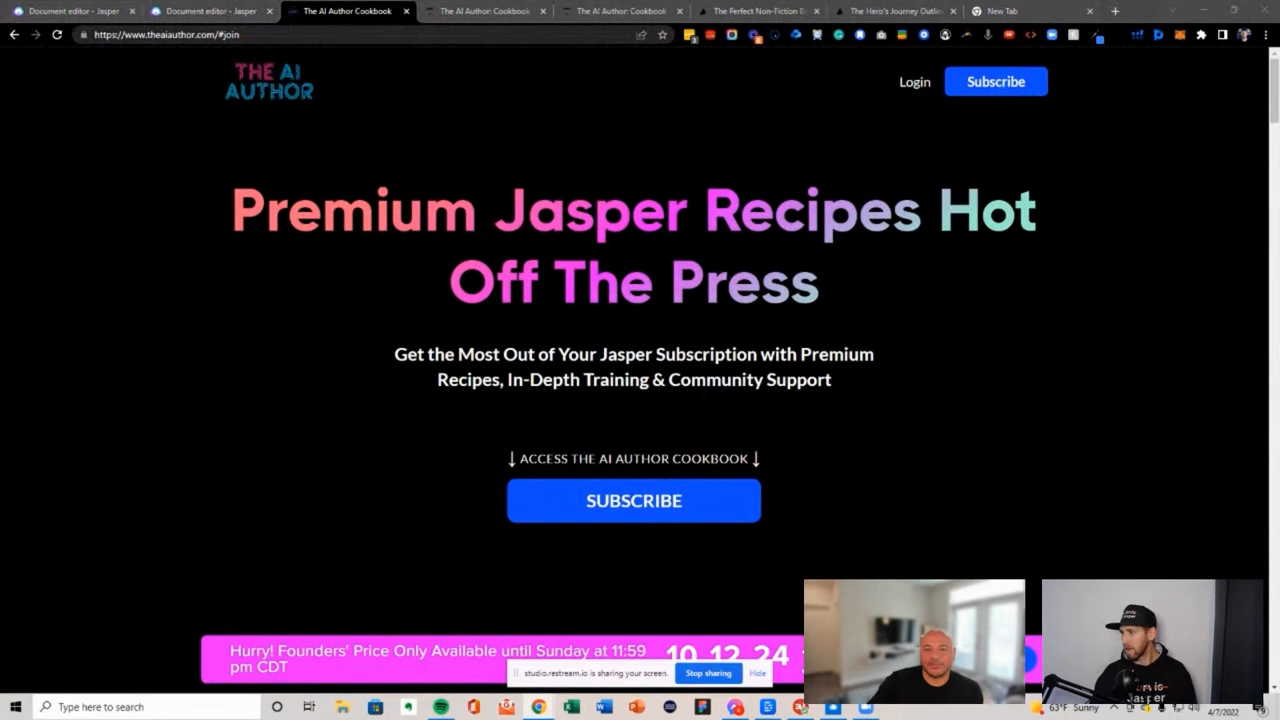 Document editor - Jasper
Document editor - Jasper
The AI Author Cookbook
The AI Author: Cookbook
The AI Author: Cookbook
The Perfect Non-Fiction B
The Hero's Journey Outlin
New Tab
https://www.theaiauthor.com/#join
THE AI
AUTHOR
Login
Subscribe
Premium Jasper Recipes Hot
Off The Press
Get the Most Out of Your Jasper Subscription with Premium
Recipes, In-Depth Training & Community Support
↓ ACCESS THE AI AUTHOR COOKBOOK ↓
SUBSCRIBE
Hurry! Founders' Price Only Available until Sunday at 11:59
pm CDT
10 12 24
studio.restream.io is sharing your screen.
Stop sharing
Hide
Jasper
Type here to search
63°F Sunny
4/7/2022